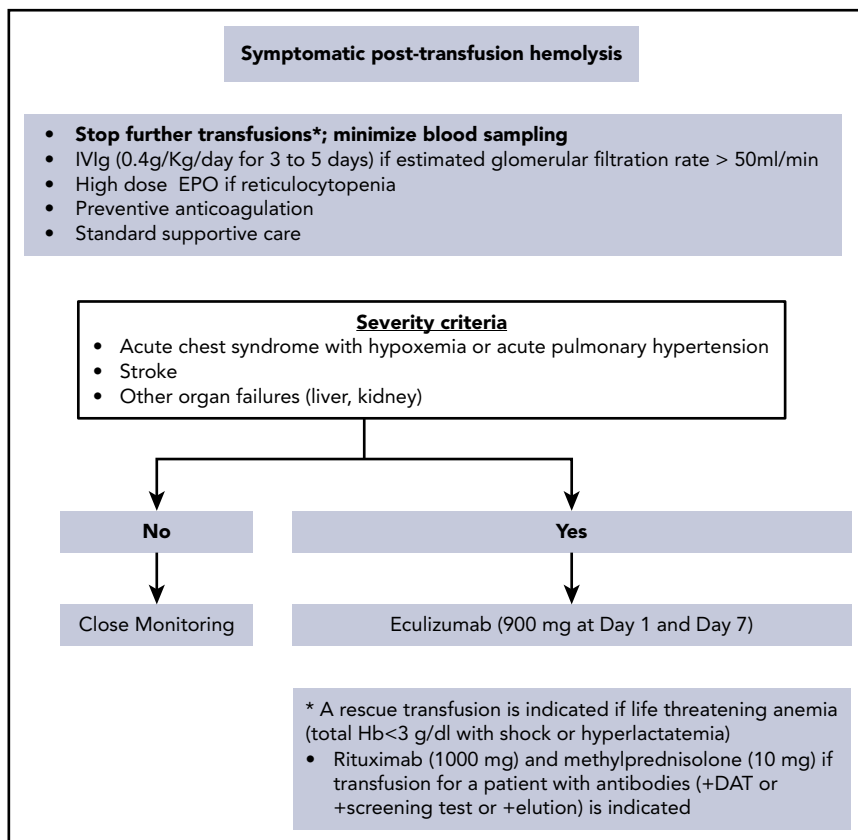 Symptomatic post-transfusion hemolysis
• Stop further transfusions*; minimize blood sampling
• IVIg (0.4g/Kg/day for 3 to 5 days) if estimated glomerular filtration rate > 50ml/min
• High dose EPO if reticulocytopenia
• Preventive anticoagulation
• Standard supportive care
Severity criteria
• Acute chest syndrome with hypoxemia or acute pulmonary hypertension
• Stroke
• Other organ failures (liver, kidney)
No
Yes
Close Monitoring
Eculizumab (900 mg at Day 1 and Day 7)
* A rescue transfusion is indicated if life threatening anemia
(total Hb<3 g/dl with shock or hyperlactatemia)
• Rituximab (1000 mg) and methylprednisolone (10 mg) if
transfusion for a patient with antibodies (+DAT or
+screening test or +elution) is indicated